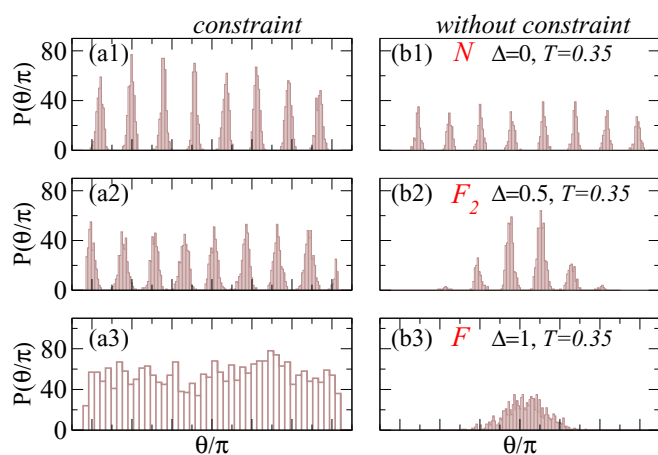 constraint
without constraint
P(θ/π)
80
40
0
(a1)
(b1) N Δ=0, T=0.35
P(θ/π)
80
40
0
(a2)
(b2) F2 Δ=0.5, T=0.35
P(θ/π)
80
40
0
(a3)
(b3) F Δ=1, T=0.35
θ/π
θ/π